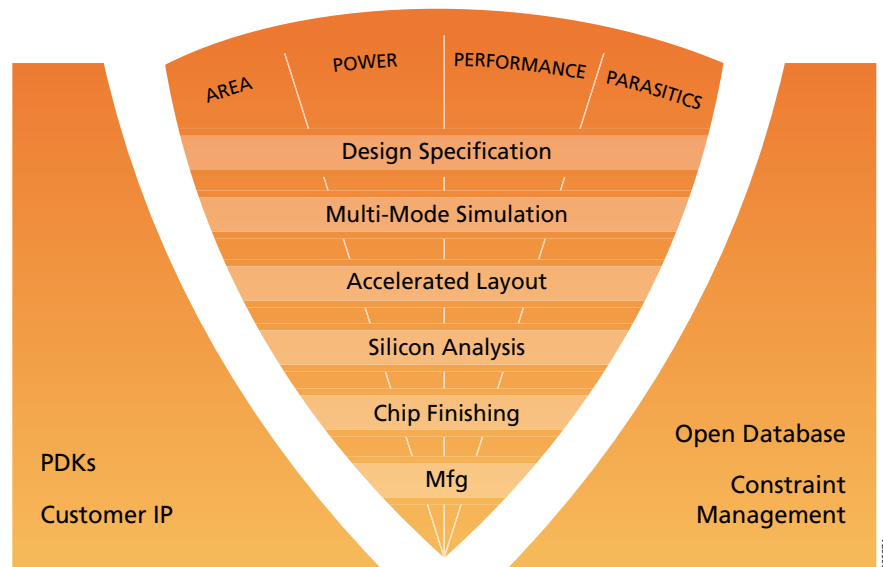 AREA
POWER
PERFORMANCE
PARASITICS
Design Specification
Multi-Mode Simulation
Accelerated Layout
Silicon Analysis
Chip Finishing
Mfg
PDKs
Customer IP
Open Database
Constraint
Management